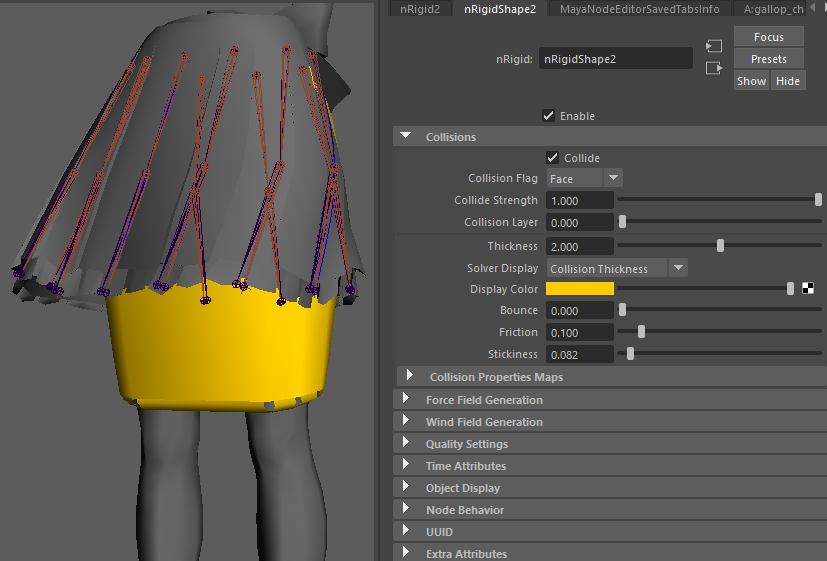 nRigid2 nRigidShape2 MayaNodeEditorSavedTabsInfo A:gallop_ch
Focus
nRigid: nRigidShape2 Presets
Show Hide
Enable
Collisions
Collide
Collision Flag Face
Collide Strength 1.000
Collision Layer 0.000
Thickness 2.000
Solver Display Collision Thickness
Display Color
Bounce 0.000
Friction 0.100
Stickiness 0.082
Collision Properties Maps
Force Field Generation
Wind Field Generation
Quality Settings
Time Attributes
Object Display
Node Behavior
UUID
Extra Attributes